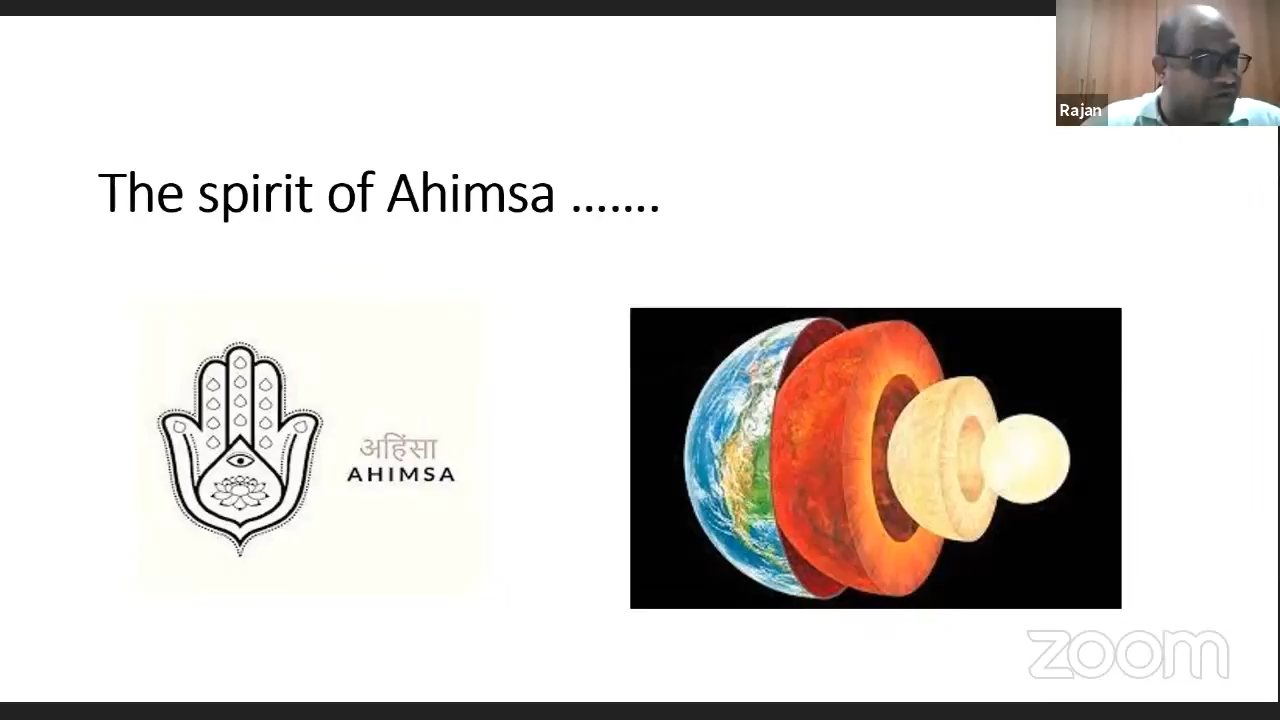 Rajan
The spirit of Ahimsa .......
अहिंसा
AHIMSA
zoom